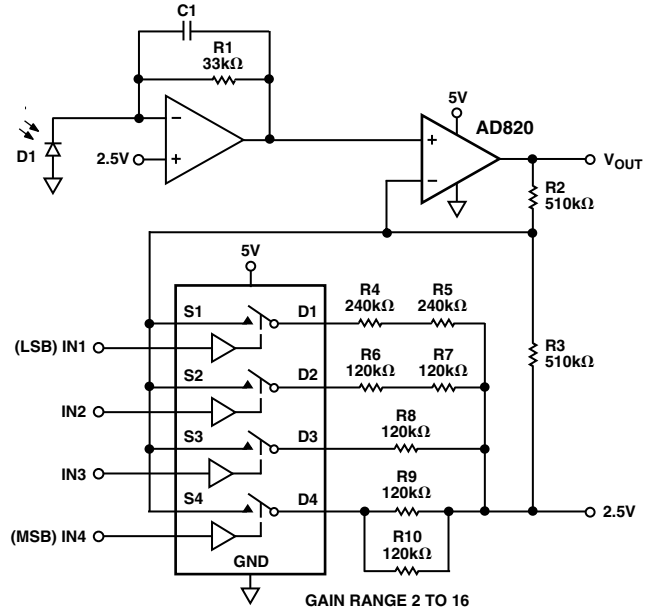 C1
R1
33kΩ
D1
2.5V
−
+
5V
AD820
+
−
VOUT
R2
510kΩ
5V
S1
D1
R4
240kΩ
R5
240kΩ
(LSB) IN1
R3
510kΩ
S2
D2
R6
120kΩ
R7
120kΩ
IN2
S3
D3
R8
120kΩ
IN3
S4
D4
R9
120kΩ
2.5V
(MSB) IN4
R10
120kΩ
GND
GAIN RANGE 2 TO 16